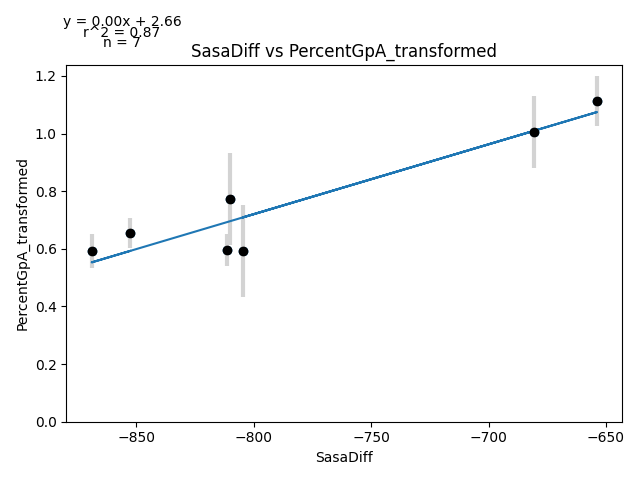 y = 0.00x + 2.66
r^2 = 0.87
n = 7
SasaDiff vs PercentGpA_transformed
1.2
1.0
0.8
0.6
0.4
0.2
0.0
PercentGpA_transformed
−850
−800
−750
−700
−650
SasaDiff